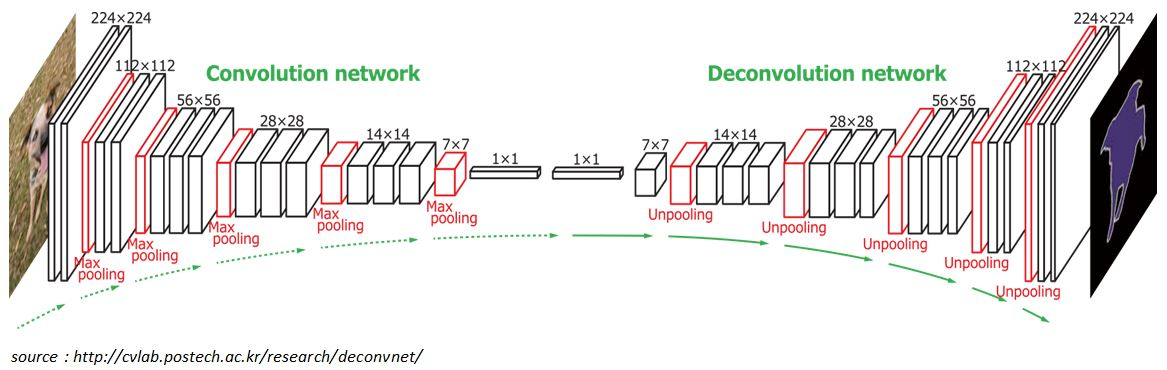 224×224
112×112
56×56
28×28
14×14
7×7
1×1
1×1
7×7
14×14
28×28
56×56
112×112
224×224
Convolution network
Deconvolution network
Max
pooling
Max
pooling
Max
pooling
Max
pooling
Max
pooling
Unpooling
Unpooling
Unpooling
Unpooling
Unpooling
source : http://cvlab.postech.ac.kr/research/deconvnet/